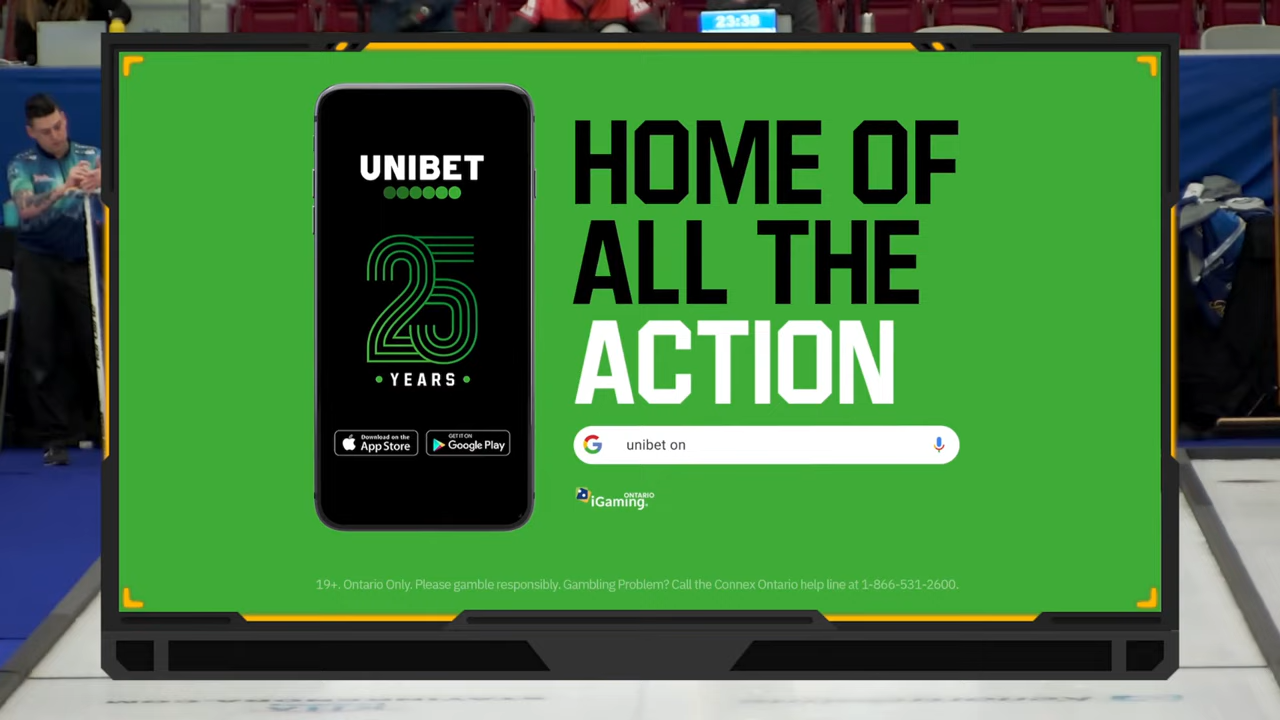 23:38
UNIBET
25
YEARS
Download on the
App Store
GET IT ON
Google Play
HOME OF
ALL THE
ACTION
unibet on
iGaming
ONTARIO
19+. Ontario Only. Please gamble responsibly. Gambling Problem? Call the Connex Ontario help line at 1-866-531-2600.